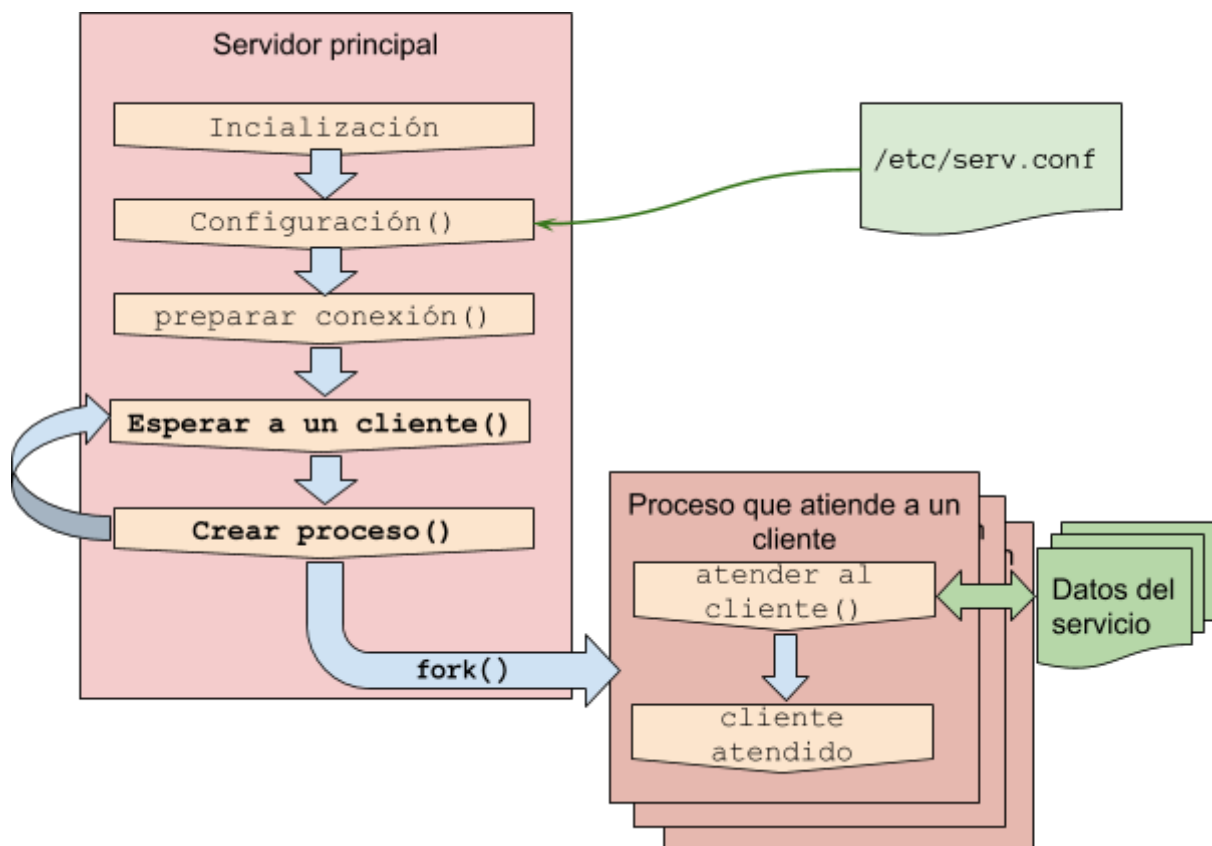 Servidor principal
Incialización
/etc/serv.conf
Configuración()
preparar conexión()
Esperar a un cliente()
Crear proceso()
fork()
Proceso que atiende a un
cliente
n
n
atender al
cliente()
Datos del
servicio
cliente
atendido